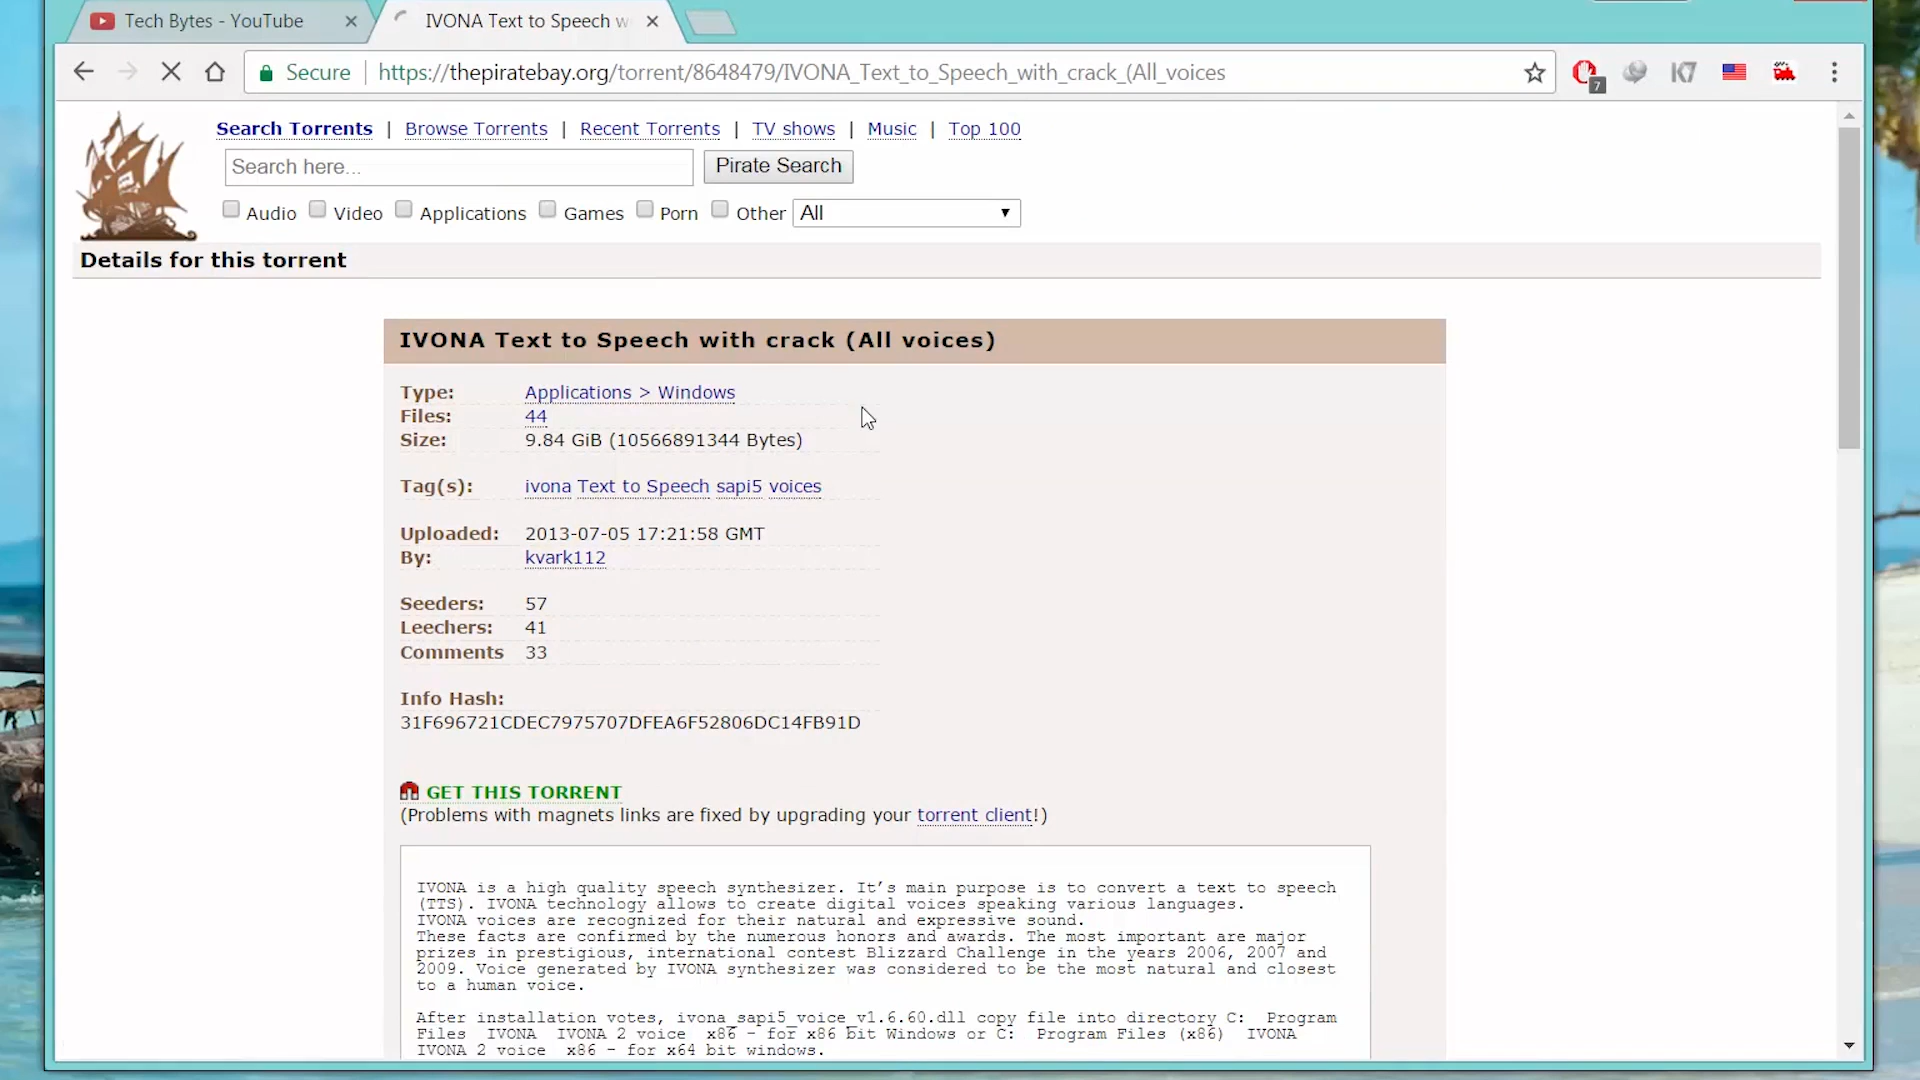 Tech Bytes - YouTube
IVONA Text to Speech w
Secure https://thepiratebay.org/torrent/8648479/IVONA_Text_to_Speech_with_crack_(All_voices
7
K7
Search Torrents | Browse Torrents | Recent Torrents | TV shows | Music | Top 100
Search here... Pirate Search
Audio Video Applications Games Porn Other All
Details for this torrent
IVONA Text to Speech with crack (All voices)
Type: Applications > Windows
Files: 44
Size: 9.84 GiB (10566891344 Bytes)
Tag(s): ivona Text to Speech sapi5 voices
Uploaded: 2013-07-05 17:21:58 GMT
By: kvark112
Seeders: 57
Leechers: 41
Comments 33
Info Hash:
31F696721CDEC7975707DFEA6F52806DC14FB91D
GET THIS TORRENT
(Problems with magnets links are fixed by upgrading your torrent client!)
IVONA is a high quality speech synthesizer. It's main purpose is to convert a text to speech
(TTS). IVONA technology allows to create digital voices speaking various languages.
IVONA voices are recognized for their natural and expressive sound.
These facts are confirmed by the numerous honors and awards. The most important are major
prizes in prestigious, international contest Blizzard Challenge in the years 2006, 2007 and
2009. Voice generated by IVONA synthesizer was considered to be the most natural and closest
to a human voice.
After installation votes, ivona_sapi5_voice_v1.6.60.dll copy file into directory C: Program
Files IVONA IVONA 2 voice x86 - for x86 bit Windows or C: Program Files (x86) IVONA
IVONA 2 voice x86 - for x64 bit windows.